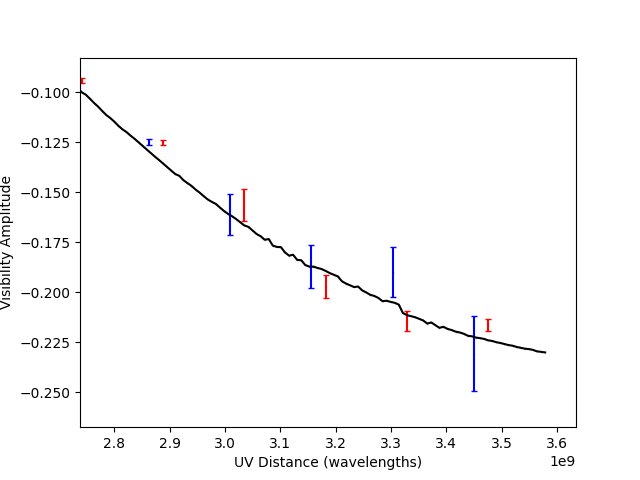 −0.100
−0.125
−0.150
−0.175
−0.200
−0.225
−0.250
Visibility Amplitude
2.8 2.9 3.0 3.1 3.2 3.3 3.4 3.5 3.6
1e9
UV Distance (wavelengths)